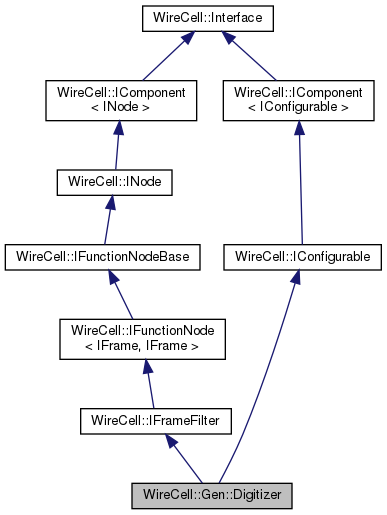 WireCell::Interface
WireCell::IComponent
< INode >
WireCell::IComponent
< IConfigurable >
WireCell::INode
WireCell::IFunctionNodeBase
WireCell::IConfigurable
WireCell::IFunctionNode
< IFrame, IFrame >
WireCell::IFrameFilter
WireCell::Gen::Digitizer